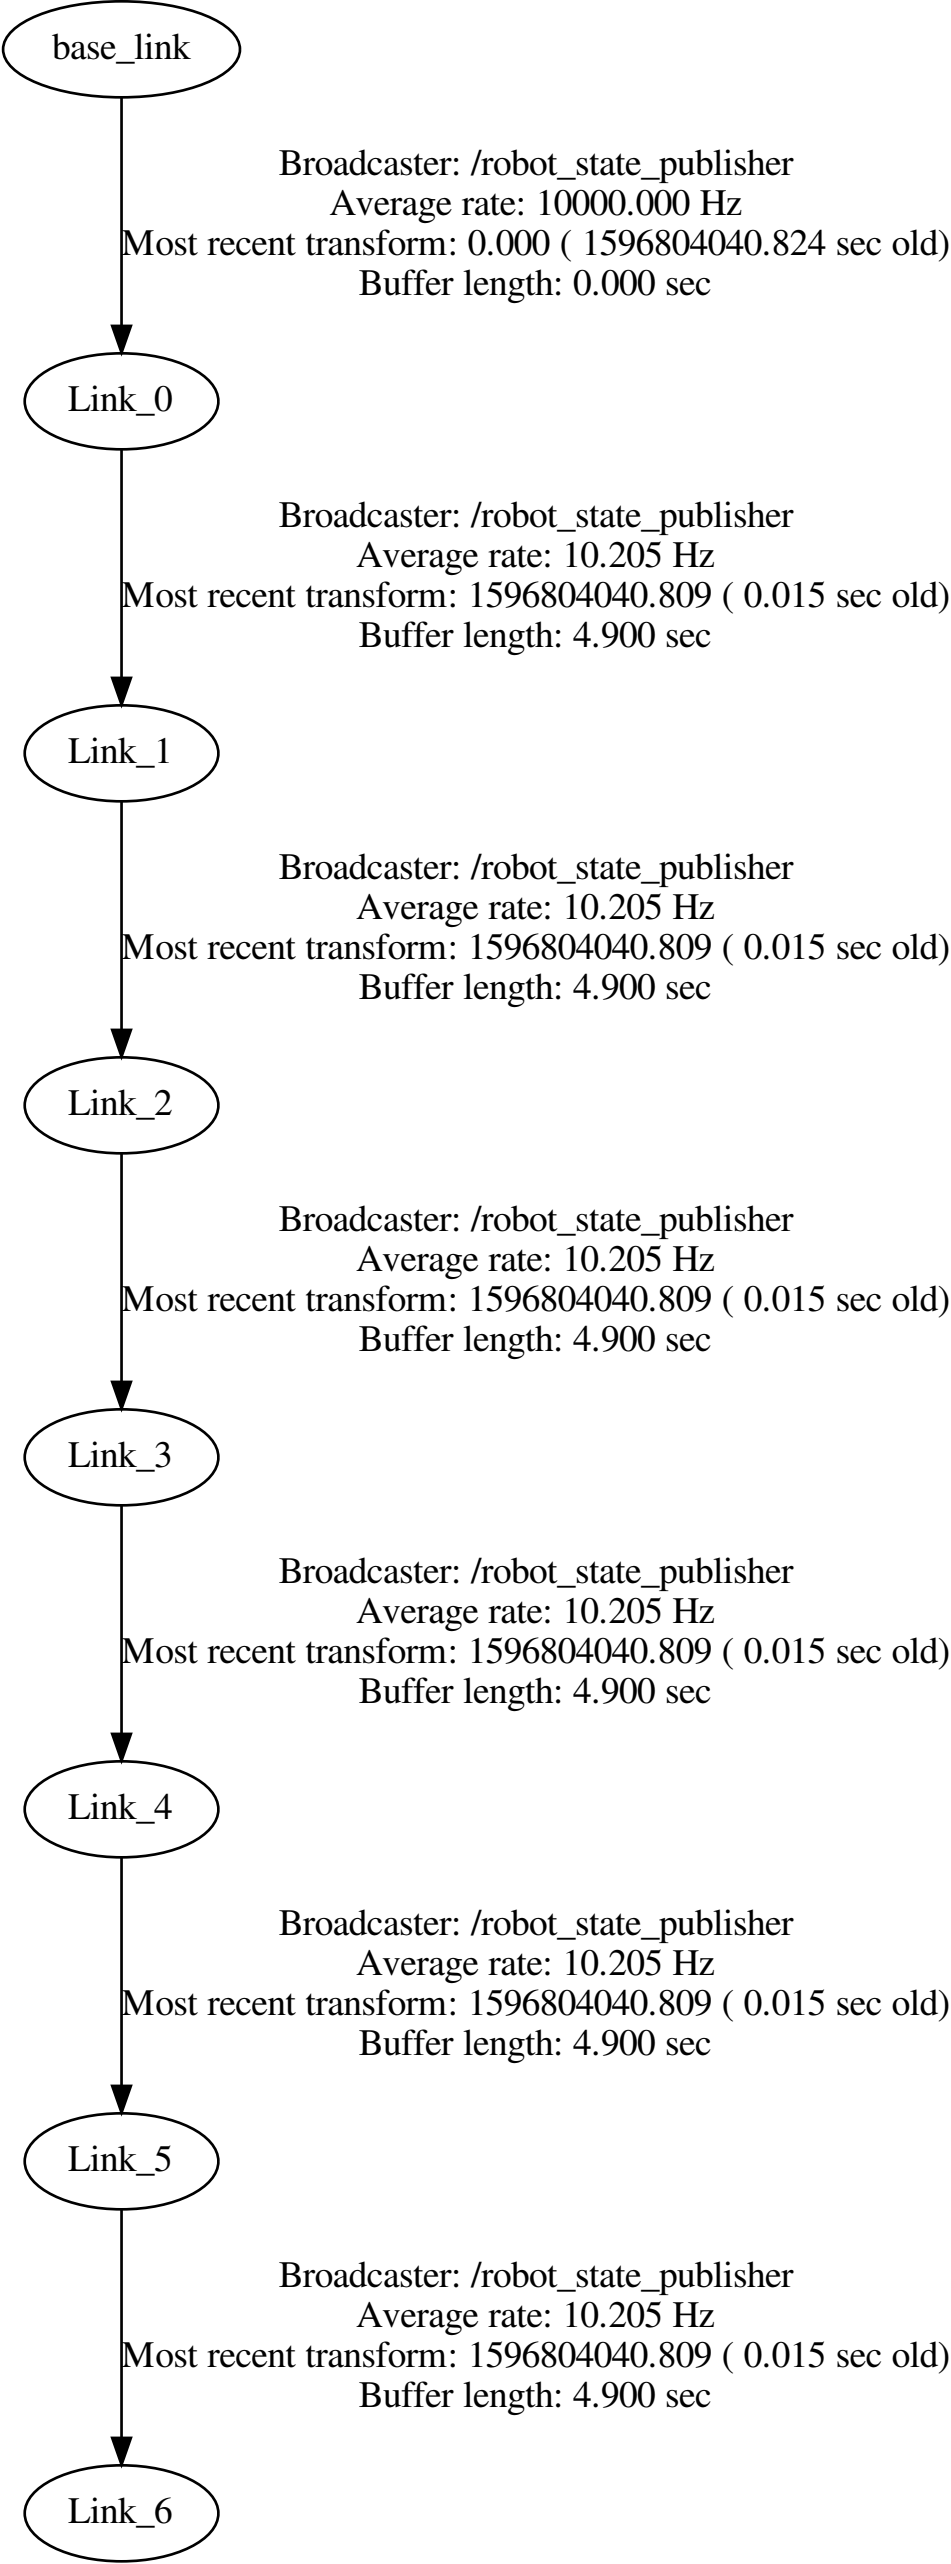 base_link
Broadcaster: /robot_state_publisher
Average rate: 10000.000 Hz
Most recent transform: 0.000 ( 1596804040.824 sec old)
Buffer length: 0.000 sec
Link_0
Broadcaster: /robot_state_publisher
Average rate: 10.205 Hz
Most recent transform: 1596804040.809 ( 0.015 sec old)
Buffer length: 4.900 sec
Link_1
Broadcaster: /robot_state_publisher
Average rate: 10.205 Hz
Most recent transform: 1596804040.809 ( 0.015 sec old)
Buffer length: 4.900 sec
Link_2
Broadcaster: /robot_state_publisher
Average rate: 10.205 Hz
Most recent transform: 1596804040.809 ( 0.015 sec old)
Buffer length: 4.900 sec
Link_3
Broadcaster: /robot_state_publisher
Average rate: 10.205 Hz
Most recent transform: 1596804040.809 ( 0.015 sec old)
Buffer length: 4.900 sec
Link_4
Broadcaster: /robot_state_publisher
Average rate: 10.205 Hz
Most recent transform: 1596804040.809 ( 0.015 sec old)
Buffer length: 4.900 sec
Link_5
Broadcaster: /robot_state_publisher
Average rate: 10.205 Hz
Most recent transform: 1596804040.809 ( 0.015 sec old)
Buffer length: 4.900 sec
Link_6